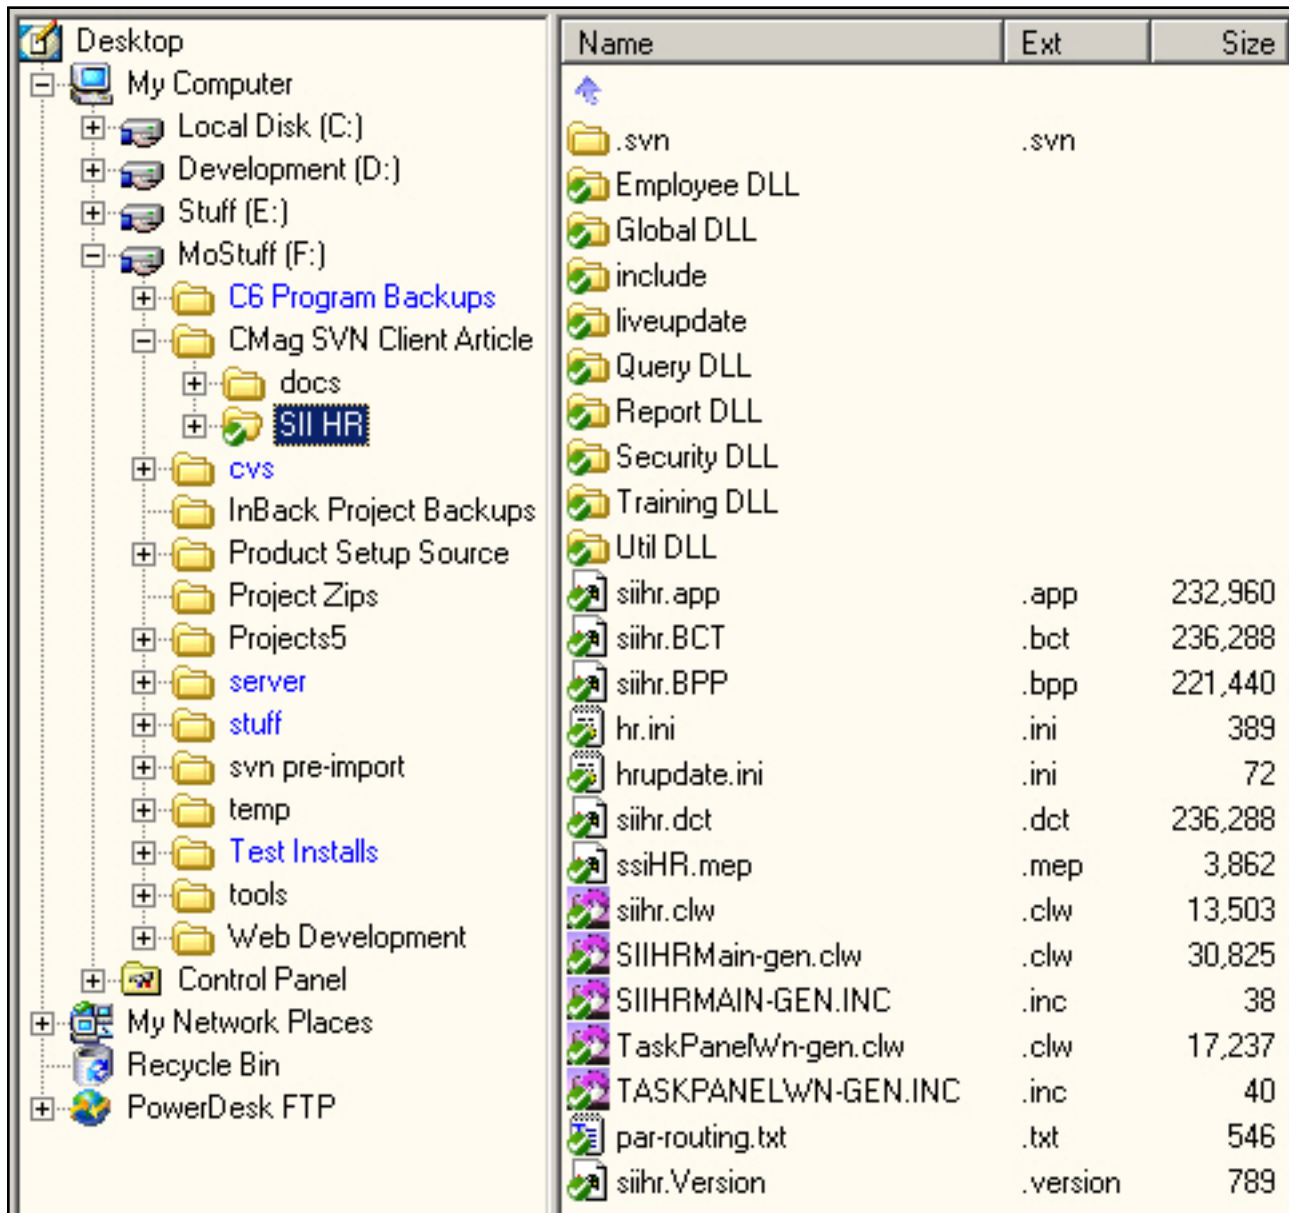 Desktop
My Computer
Local Disk (C:)
Development (D:)
Stuff (E:)
MoStuff (F:)
C6 Program Backups
CMag SVN Client Article
docs
SII HR
cvs
InBack Project Backups
Product Setup Source
Project Zips
Projects5
server
stuff
svn pre-import
temp
Test Installs
tools
Web Development
Control Panel
My Network Places
Recycle Bin
PowerDesk FTP
Name Ext Size
.svn .svn
Employee DLL
Global DLL
include
liveupdate
Query DLL
Report DLL
Security DLL
Training DLL
Util DLL
siihr.app .app 232,960
siihr.BCT .bct 236,288
siihr.BPP .bpp 221,440
hr.ini .ini 389
hrupdate.ini .ini 72
siihr.dct .dct 236,288
ssiHR.mep .mep 3,862
siihr.clw .clw 13,503
SIIHRMain-gen.clw .clw 30,825
SIIHRMAIN-GEN.INC .inc 38
TaskPanelWn-gen.clw .clw 17,237
TASKPANELWN-GEN.INC .inc 40
par-routing.txt .txt 546
siihr.Version .version 789